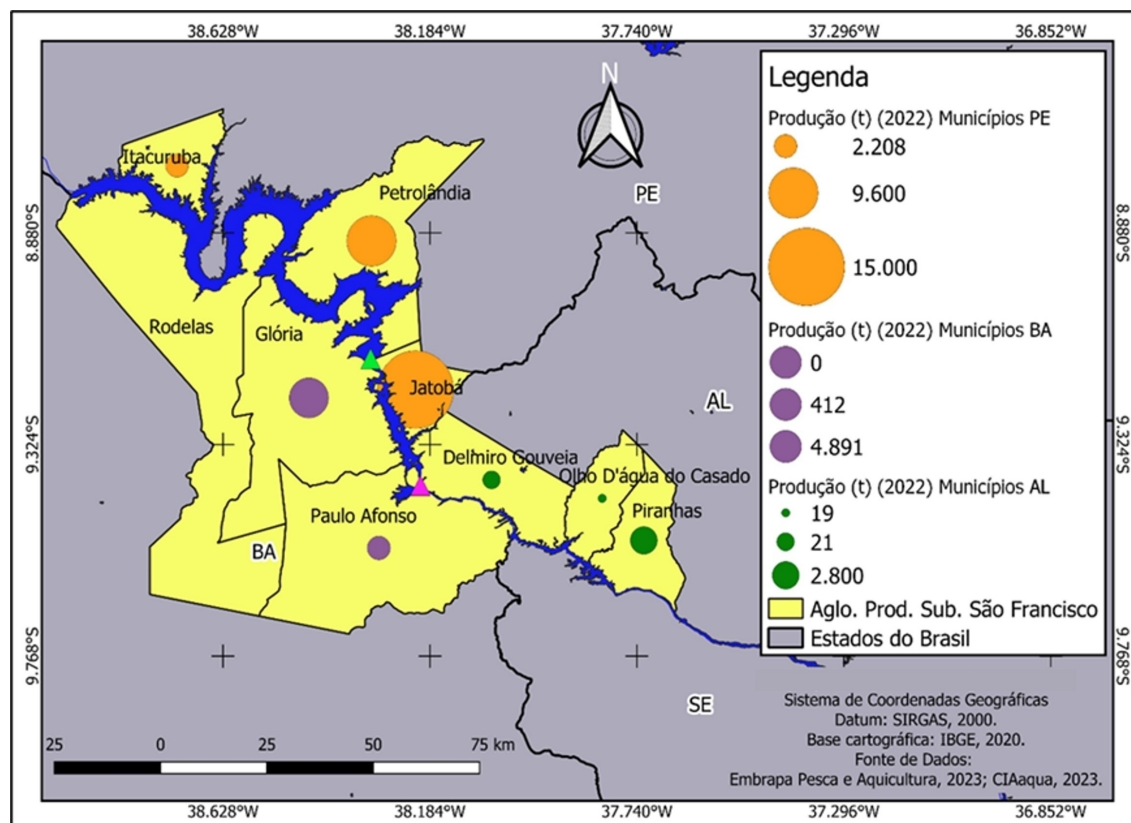 38.628°W 38.184°W 37.740°W 37.296°W 36.852°W
N
Legenda
Produção (t) (2022) Municípios PE
2.208
9.600
15.000
Produção (t) (2022) Municípios BA
0
412
4.891
Produção (t) (2022) Municípios AL
19
21
2.800
Aglo. Prod. Sub. São Francisco
Estados do Brasil
Itacuruba
Petrolândia
PE
8.880°S
8.880°S
Rodelas
Glória
Jatobá
AL
9.324°S
9.324°S
Delmiro Gouveia
Olho D'água do Casado
Paulo Afonso
Piranhas
BA
9.768°S
9.768°S
SE
Sistema de Coordenadas Geográficas
Datum: SIRGAS, 2000.
Base cartográfica: IBGE, 2020.
Fonte de Dados:
Embrapa Pesca e Aquicultura, 2023; CIAaqua, 2023.
25 0 25 50 75 km
38.628°W 38.184°W 37.740°W 37.296°W 36.852°W